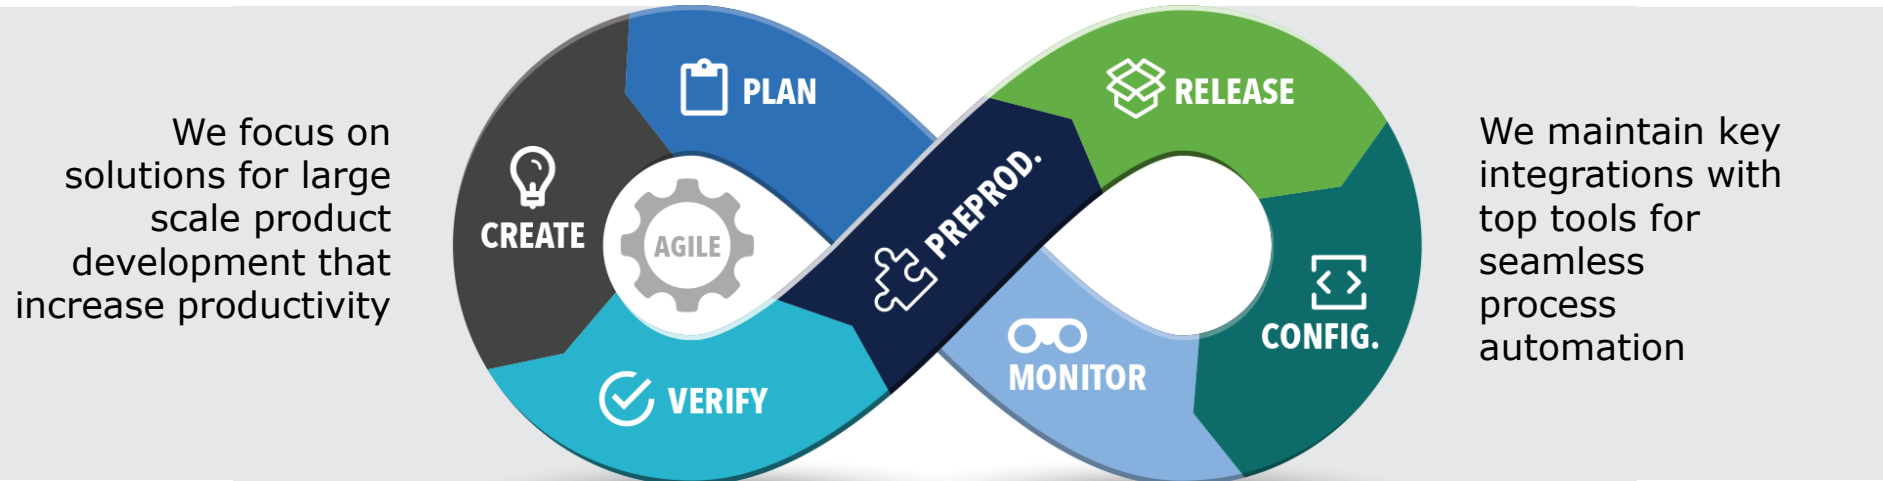 We focus on
solutions for large
scale product
development that
increase productivity
PLAN
CREATE
AGILE
VERIFY
PREPROD.
RELEASE
CONFIG.
MONITOR
We maintain key
integrations with
top tools for
seamless
process
automation